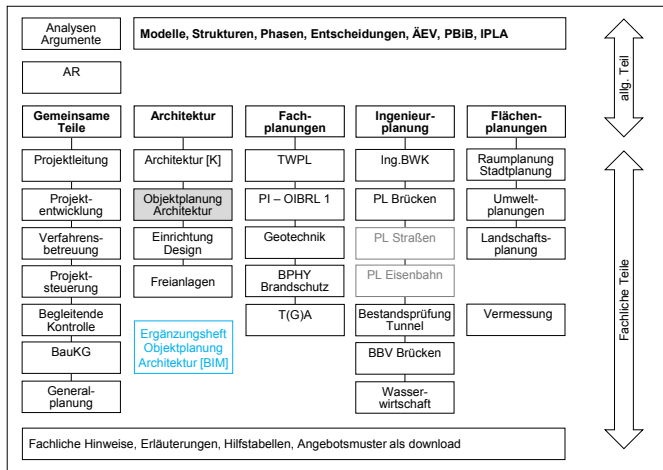 Analysen
Argumente
Modelle, Strukturen, Phasen, Entscheidungen, ÄEV, PBiB, IPLA
AR
allg. Teil
Gemeinsame
Teile
Architektur
Fach-
planungen
Ingenieur-
planung
Flächen-
planungen
Projektleitung
Architektur [K]
TWPL
Ing.BWK
Raumplanung
Stadtplanung
Projekt-
entwicklung
Objektplanung
Architektur
PI – OIBRL 1
PL Brücken
Umwelt-
planungen
Verfahrens-
betreuung
Einrichtung
Design
Geotechnik
PL Straßen
Landschafts-
planung
Projekt-
steuerung
Freianlagen
BPHY
Brandschutz
PL Eisenbahn
Begleitende
Kontrolle
Ergänzungsheft
Objektplanung
Architektur [BIM]
T(G)A
Bestandsprüfung
Tunnel
Vermessung
BauKG
BBV Brücken
General-
planung
Wasser-
wirtschaft
Fachliche Teile
Fachliche Hinweise, Erläuterungen, Hilfstabellen, Angebotsmuster als download